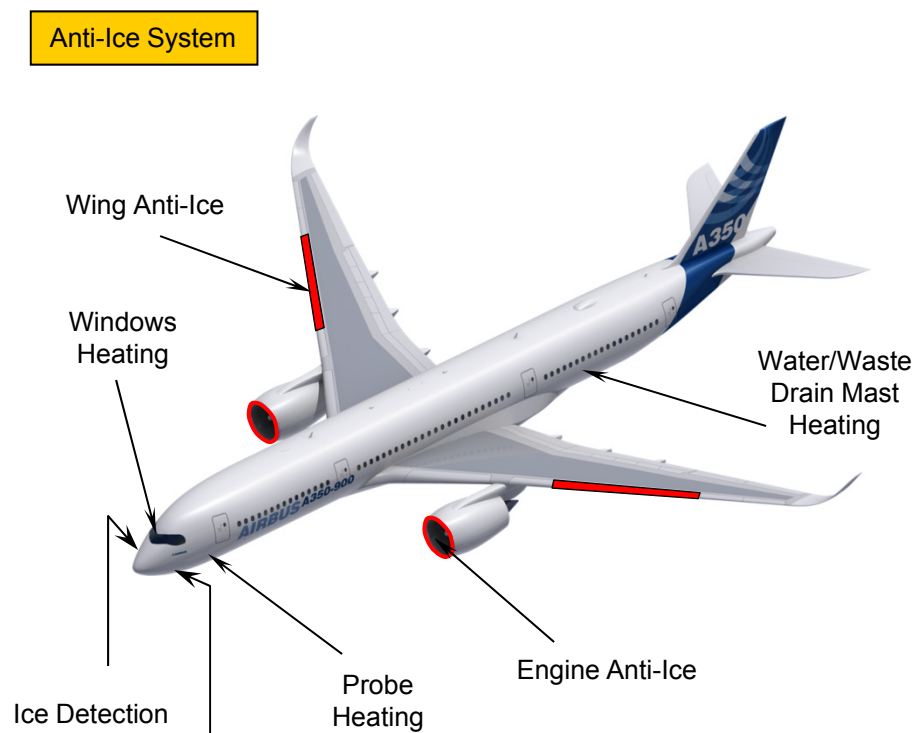 Anti-Ice System
Wing Anti-Ice
Windows
Heating
Water/Waste
Drain Mast
Heating
A350
AIRBUS A350-900
Engine Anti-Ice
Probe
Heating
Ice Detection